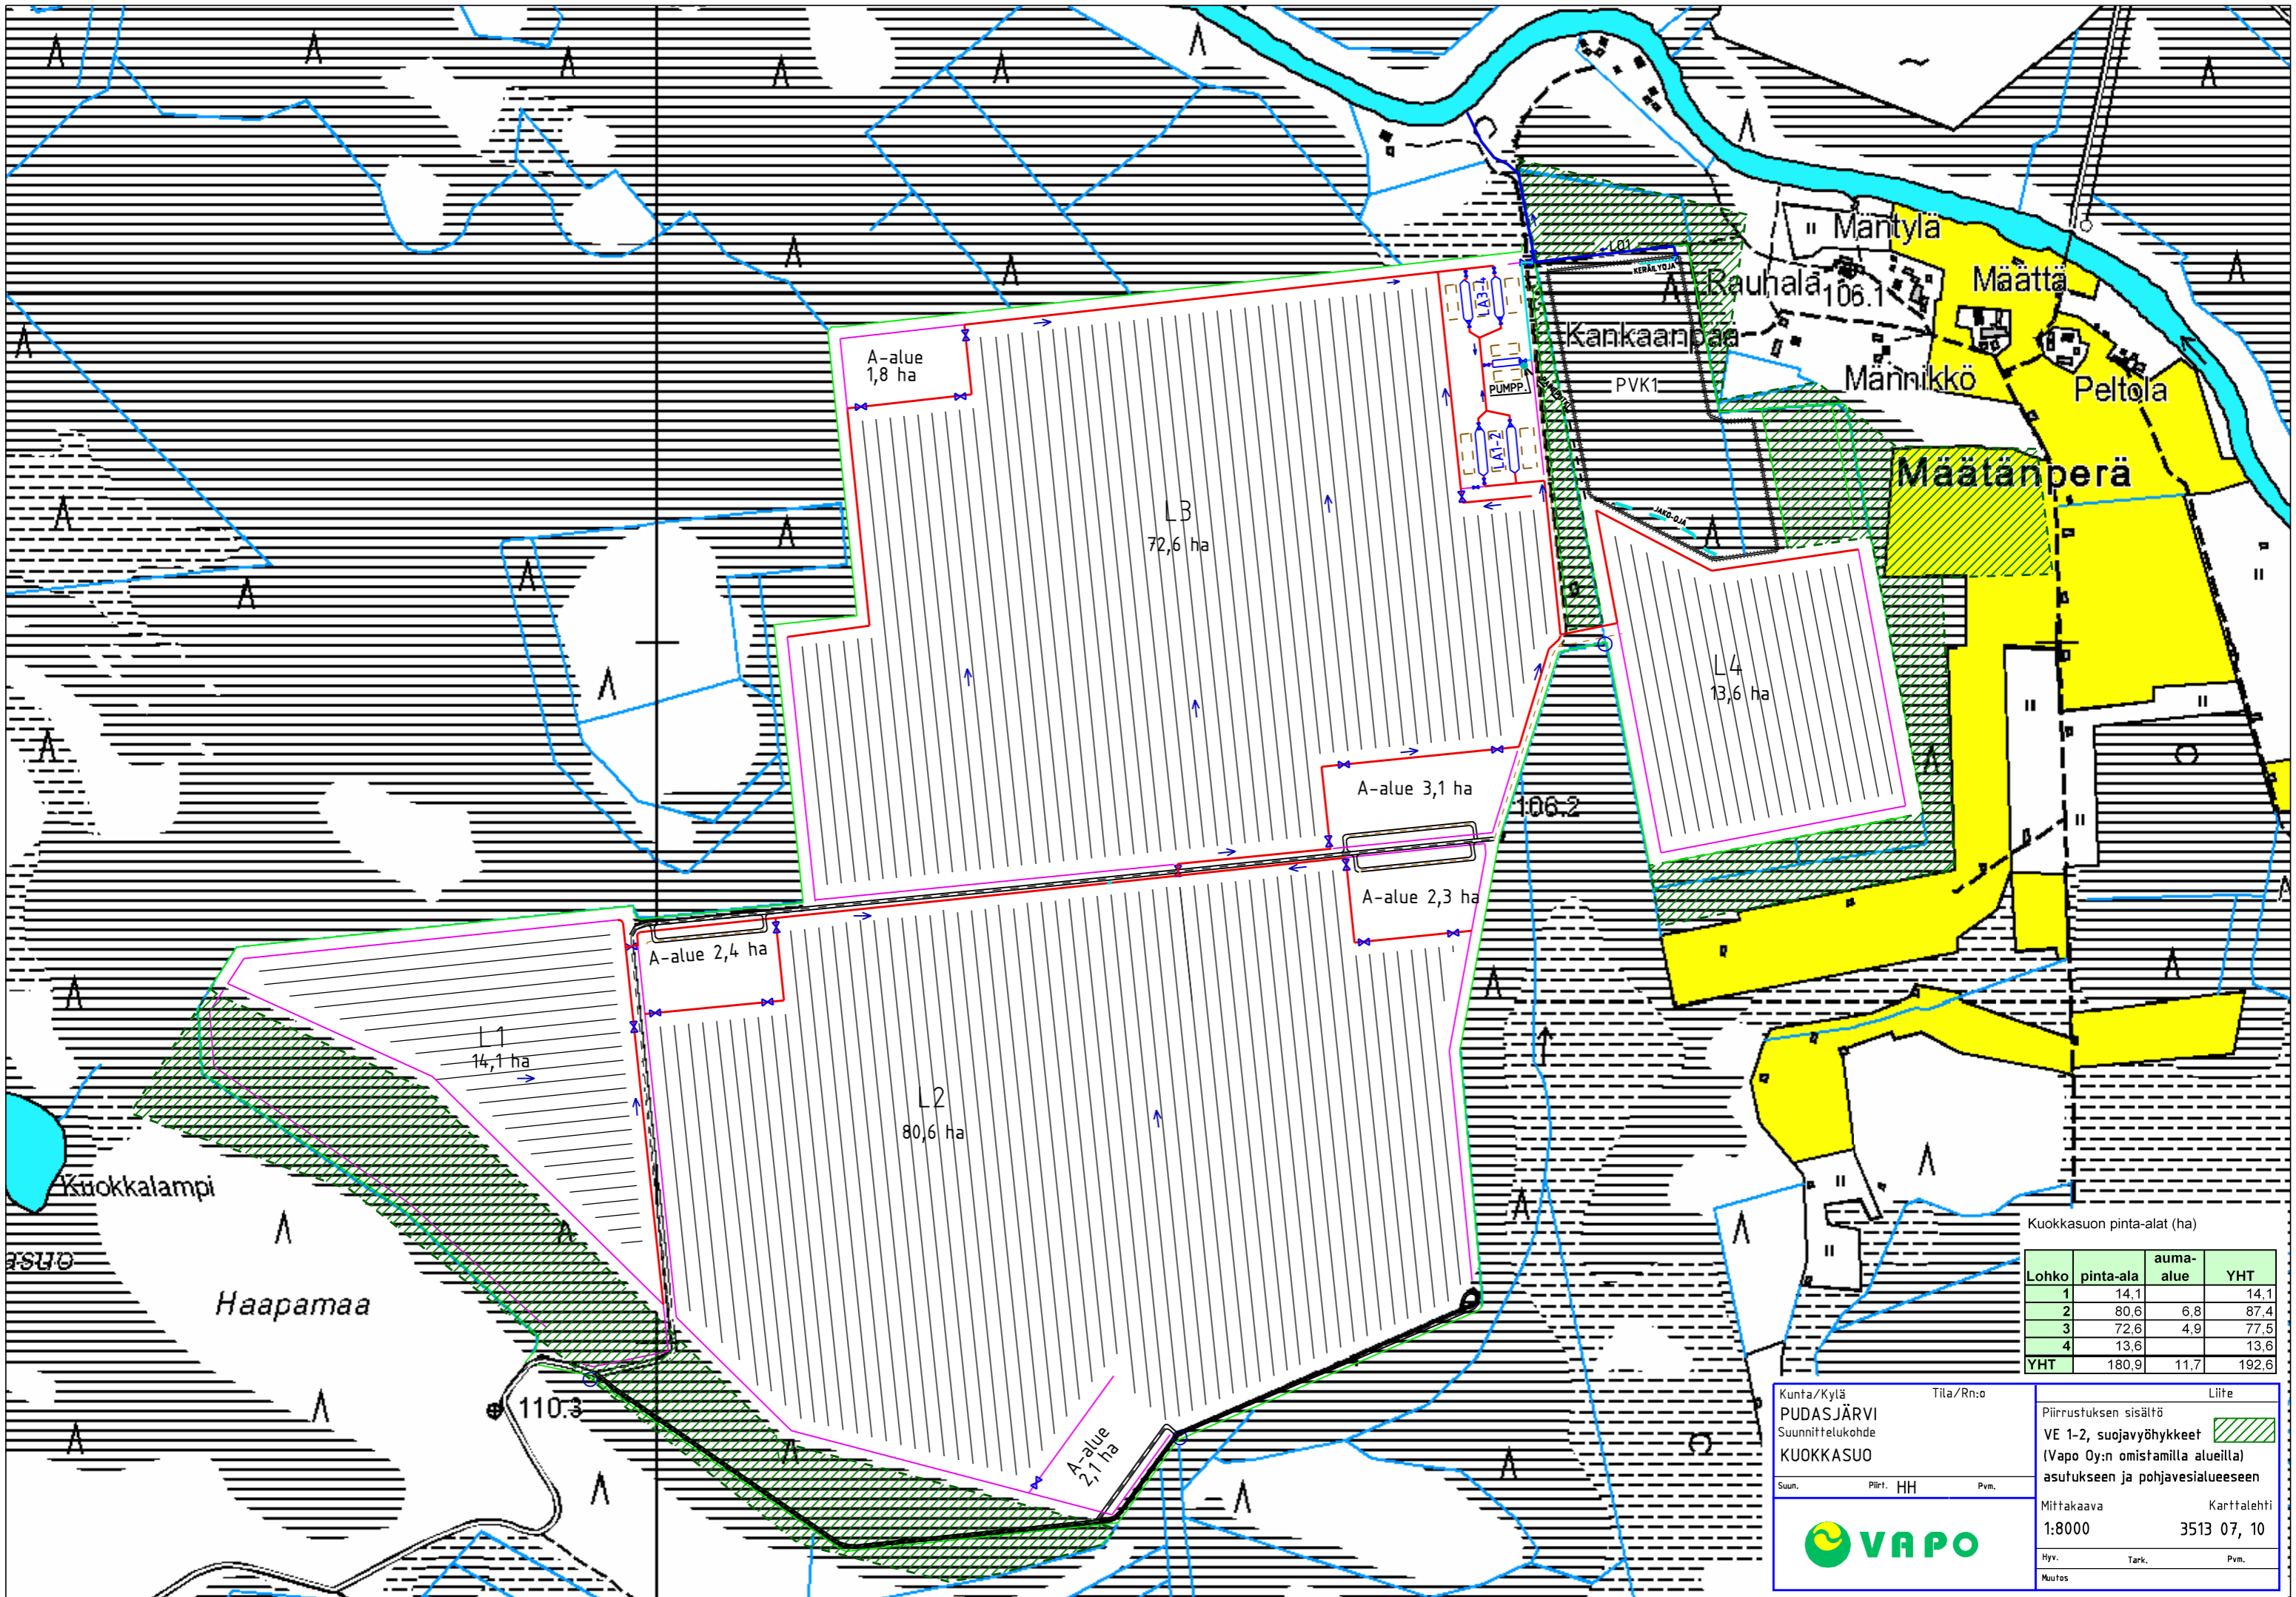 Mäntylä
Rauhala
106.1
Määttä
Kankaanpää
Männikkö
Peltola
Määtänperä
LO1
KERÄILYOJA
PVK1
JAKO-OJA
LA3-4
PUMPP.
LA1-2
A-alue
1,8 ha
L3
72,6 ha
L4
13,6 ha
A-alue 3,1 ha
106.2
A-alue 2,3 ha
A-alue 2,4 ha
L1
14,1 ha
L2
80,6 ha
Kuokkalampi
asuo
Haapamaa
110.3
A-alue
2,1 ha
Kuokkasuon pinta-alat (ha)
Lohko pinta-ala auma-alue YHT
1 14,1 14,1
2 80,6 6,8 87,4
3 72,6 4,9 77,5
4 13,6 13,6
YHT 180,9 11,7 192,6
Kunta/Kylä Tila/Rn:o
PUDASJÄRVI
Suunnittelukohde
KUOKKASUO
Suun. Piirt. HH Pvm.
VAPO
Liite
Piirrustuksen sisältö
VE 1-2, suojavyöhykkeet
(Vapo Oy:n omistamilla alueilla)
asutukseen ja pohjavesialueeseen
Mittakaava Karttalehti
1:8000 3513 07, 10
Hyv. Tark. Pvm.
Muutos